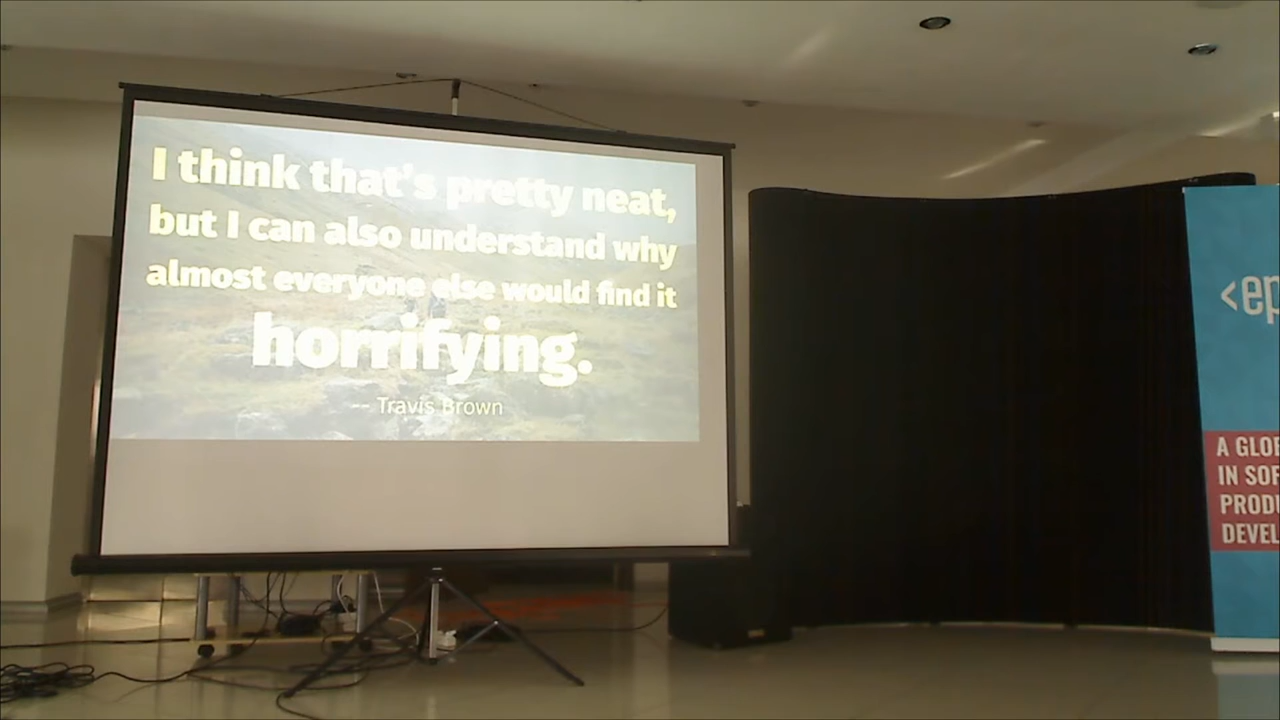 I think that's pretty neat,
but I can also understand why
almost everyone else would find it
horrifying.
-- Travis Brown
<ep
A GLO
IN SOF
PRODU
DEVEL